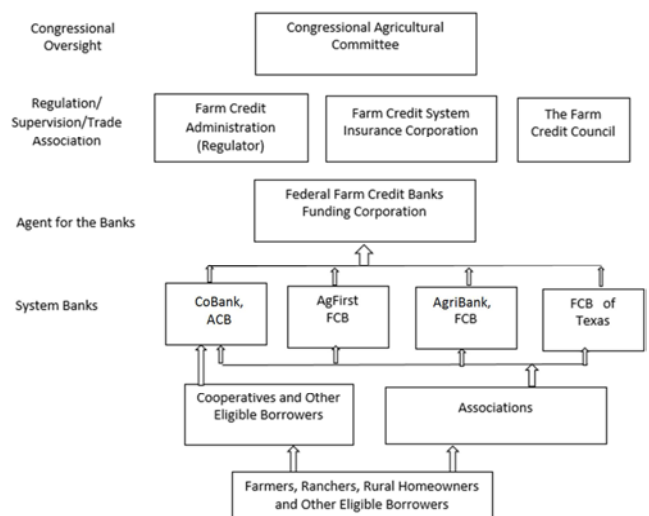 Congressional
Oversight
Congressional Agricultural
Committee
Regulation/
Supervision/Trade
Association
Farm Credit
Administration
(Regulator)
Farm Credit System
Insurance Corporation
The Farm
Credit Council
Agent for the Banks
Federal Farm Credit Banks
Funding Corporation
System Banks
CoBank,
ACB
AgFirst
FCB
AgriBank,
FCB
FCB of
Texas
Cooperatives and Other
Eligible Borrowers
Associations
Farmers, Ranchers, Rural Homeowners
and Other Eligible Borrowers